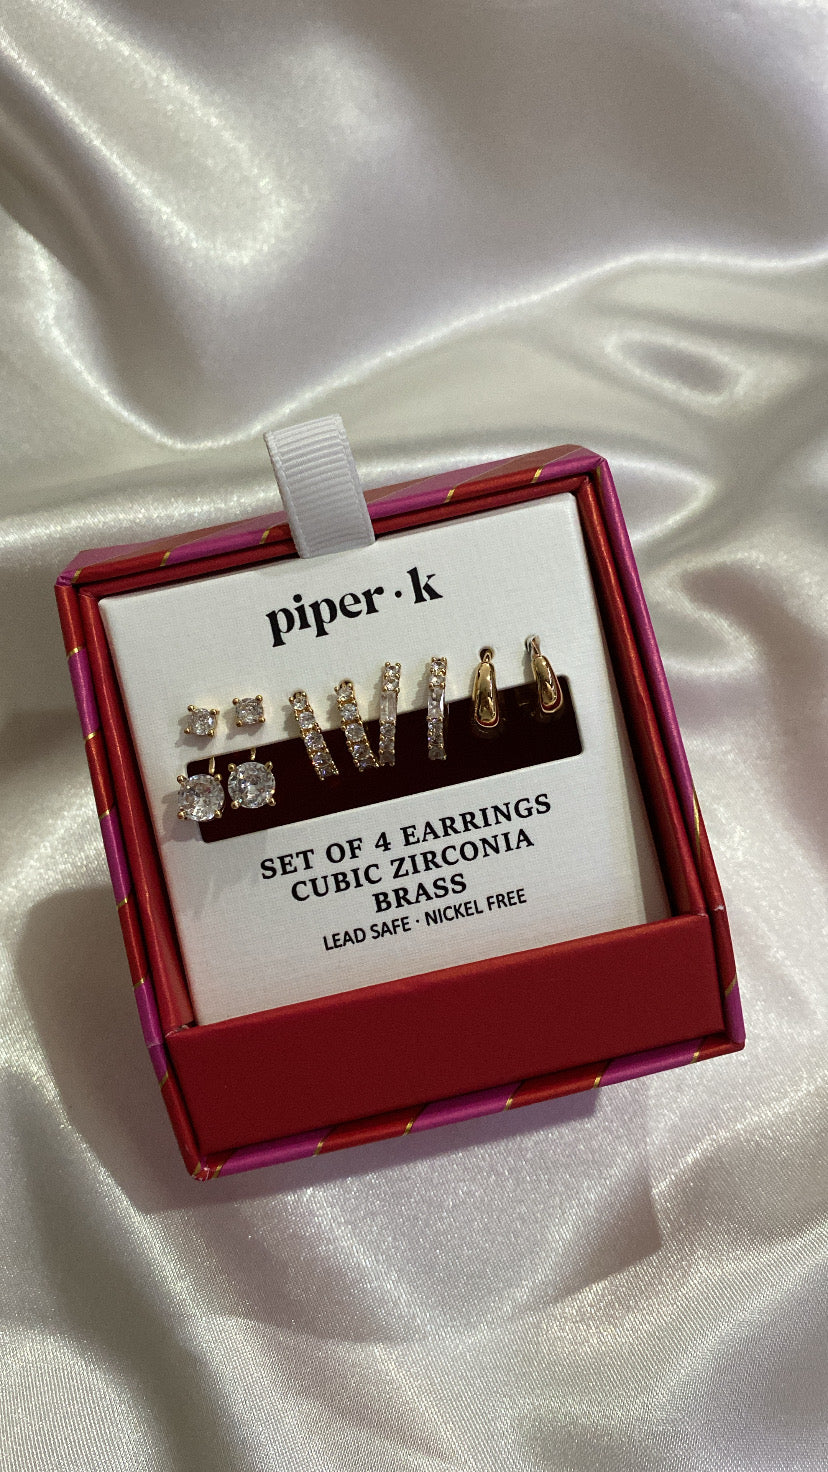 piper · k
SET OF 4 EARRINGS
CUBIC ZIRCONIA
BRASS
LEAD SAFE · NICKEL FREE